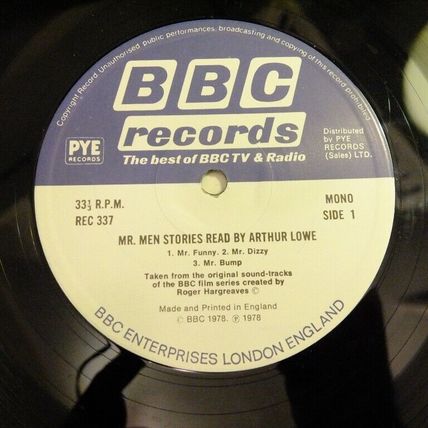 Copyright Record. Unauthorised public performances, broadcasting and copying of this record prohibited
BBC
records
The best of BBC TV & Radio
PYE
RECORDS
Distributed
by PYE
RECORDS
(Sales) LTD.
33⅓ R.P.M.
REC 337
MONO
SIDE 1
MR. MEN STORIES READ BY ARTHUR LOWE
1. Mr. Funny. 2. Mr. Dizzy
3. Mr. Bump
Taken from the original sound-tracks
of the BBC film series created by
Roger Hargreaves ©
Made and Printed in England
© BBC 1978. ℗ 1978
BBC ENTERPRISES LONDON ENGLAND